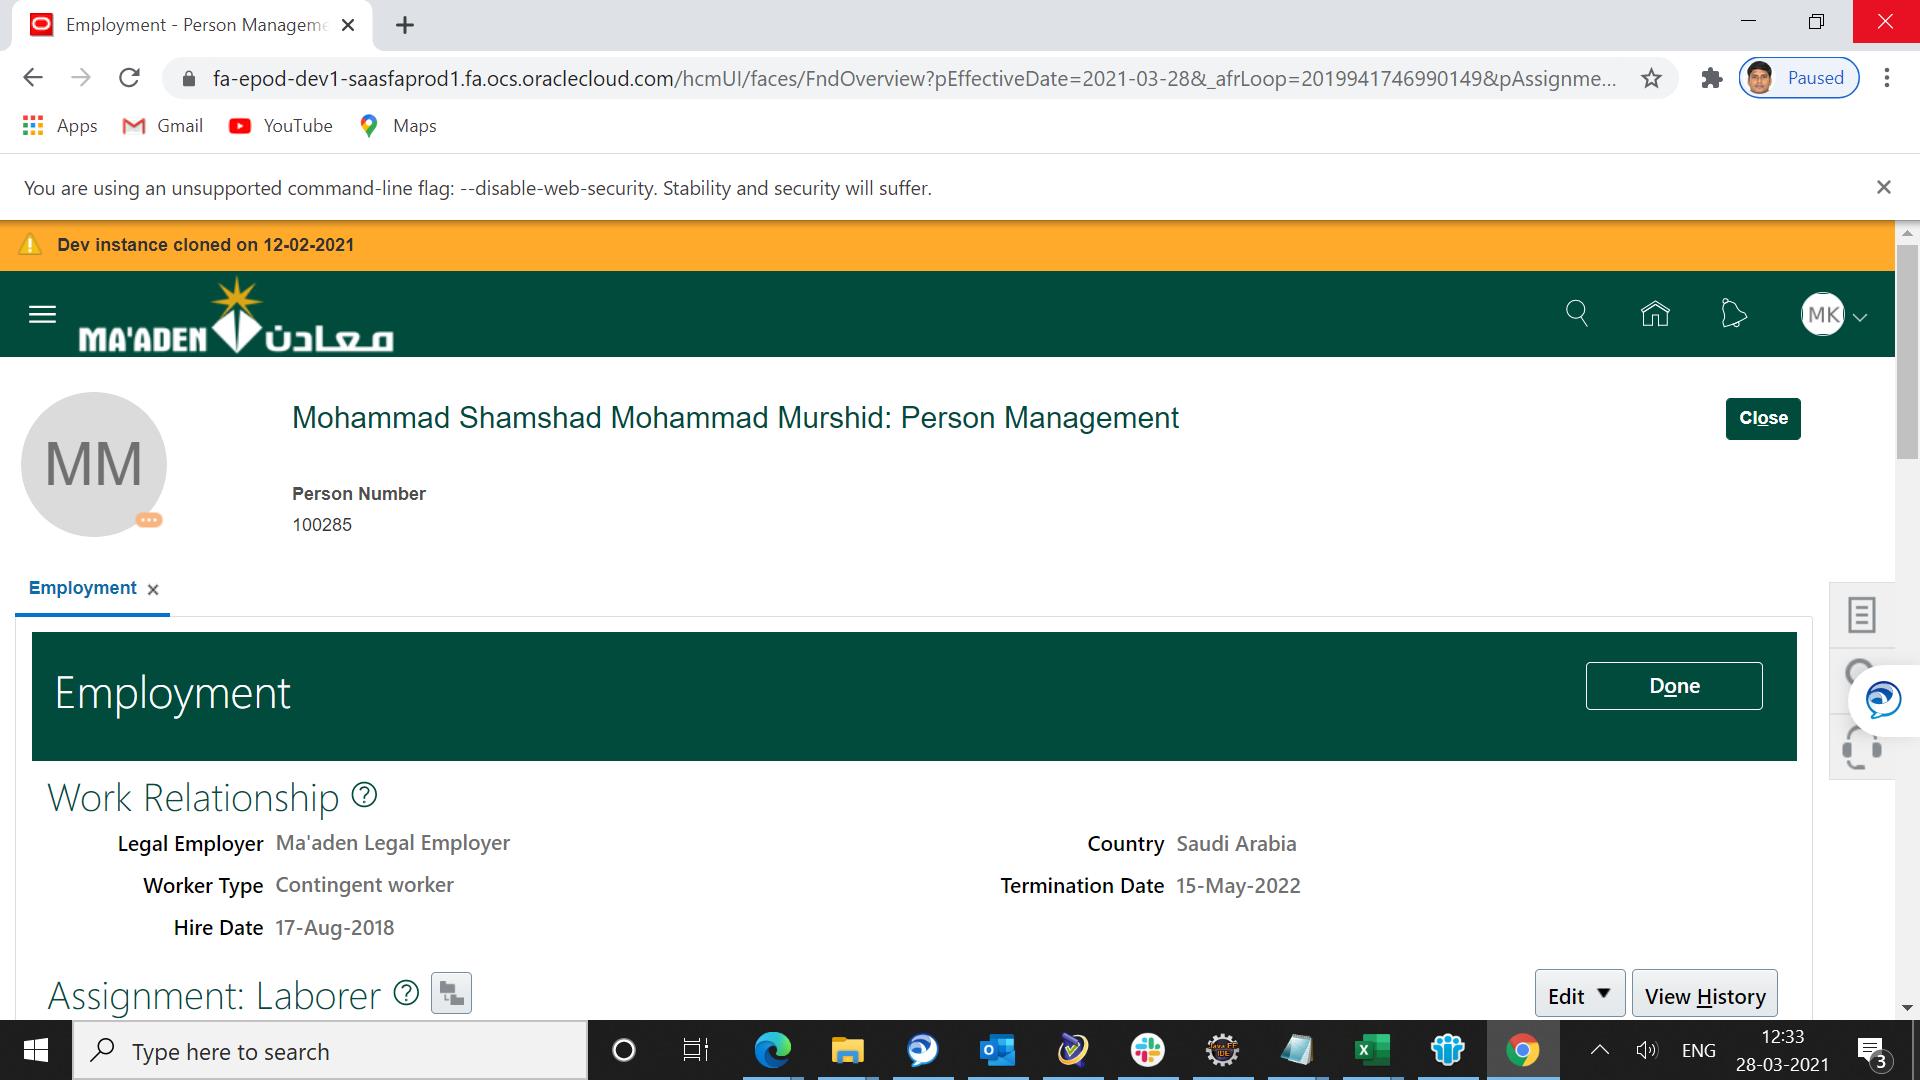 Employment - Person Manageme
fa-epod-dev1-saasfaprod1.fa.ocs.oraclecloud.com/hcmUI/faces/FndOverview?pEffectiveDate=2021-03-28&_afrLoop=2019941746990149&pAssignme...
Paused
Apps
Gmail
YouTube
Maps
You are using an unsupported command-line flag: --disable-web-security. Stability and security will suffer.
Dev instance cloned on 12-02-2021
MA'ADEN معادن
MK
MM
Mohammad Shamshad Mohammad Murshid: Person Management
Close
Person Number
100285
Employment
Employment
Done
Work Relationship
Legal Employer Ma'aden Legal Employer
Country Saudi Arabia
Worker Type Contingent worker
Termination Date 15-May-2022
Hire Date 17-Aug-2018
Assignment: Laborer
Edit
View History
Type here to search
Java EE
IDE
ENG
12:33
28-03-2021
3